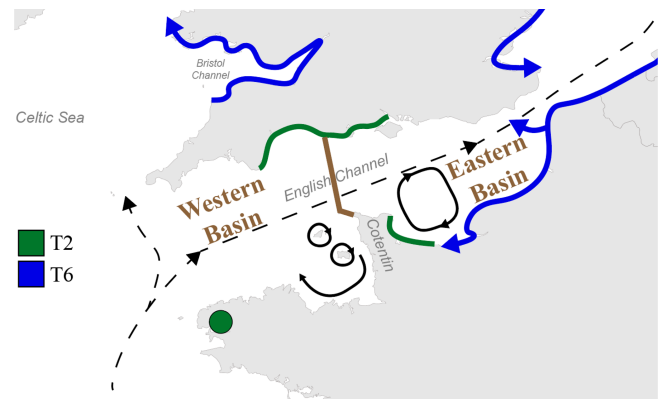 Bristol
Channel
Celtic Sea
English Channel
Western
Basin
Eastern
Basin
Cotentin
T2
T6